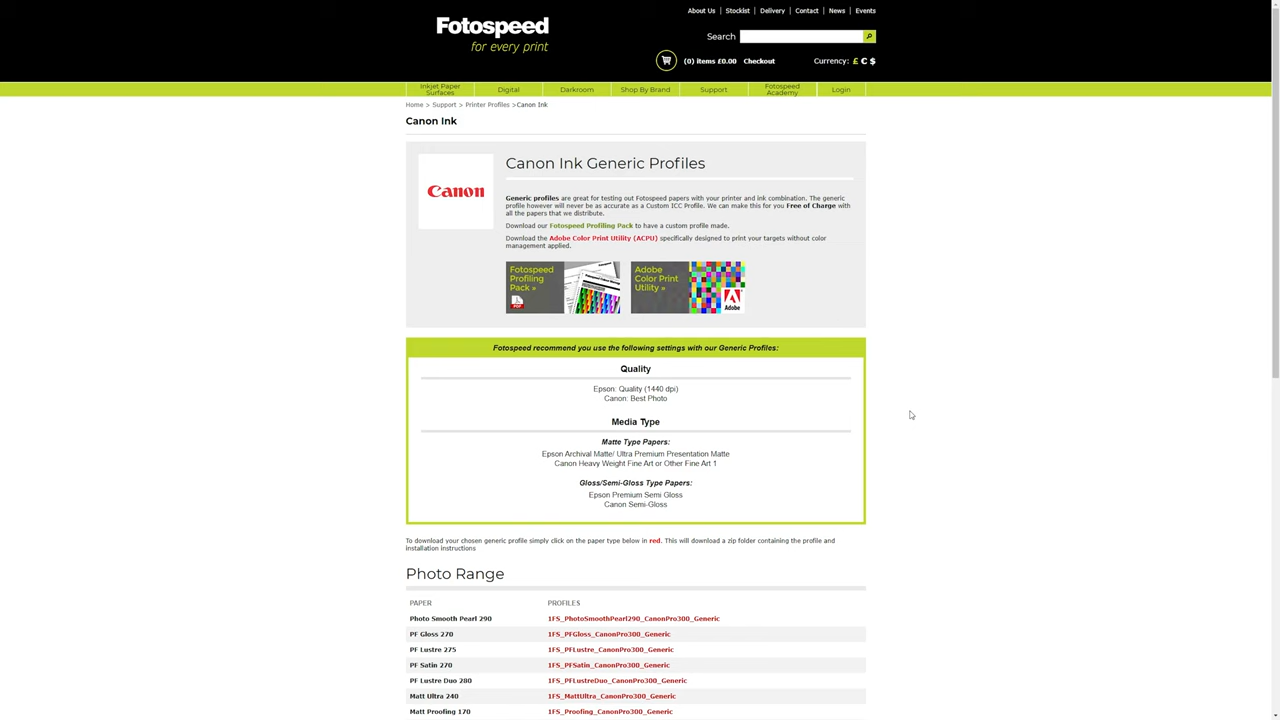 About Us | Stockist | Delivery | Contact | News | Events
Fotospeed
for every print
Search
(0) items £0.00 Checkout
Currency: £ € $
Inkjet Paper Surfaces
Digital
Darkroom
Shop By Brand
Support
Fotospeed Academy
Login
Home > Support > Printer Profiles >Canon Ink
Canon Ink
Canon
Canon Ink Generic Profiles
Generic profiles are great for testing out Fotospeed papers with your printer and ink combination. The generic
profile however will never be as accurate as a Custom ICC Profile. We can make this for you Free of Charge with
all the papers that we distribute.
Download our Fotospeed Profiling Pack to have a custom profile made.
Download the Adobe Color Print Utility (ACPU) specifically designed to print your targets without color
management applied.
Fotospeed
Profiling
Pack »
PDF
Adobe
Color Print
Utility »
Adobe
Fotospeed recommend you use the following settings with our Generic Profiles:
Quality
Epson: Quality (1440 dpi)
Canon: Best Photo
Media Type
Matte Type Papers:
Epson Archival Matte/ Ultra Premium Presentation Matte
Canon Heavy Weight Fine Art or Other Fine Art 1
Gloss/Semi-Gloss Type Papers:
Epson Premium Semi Gloss
Canon Semi-Gloss
To download your chosen generic profile simply click on the paper type below in red. This will download a zip folder containing the profile and
installation instructions
Photo Range
PAPER PROFILES
Photo Smooth Pearl 290 1FS_PhotoSmoothPearl290_CanonPro300_Generic
PF Gloss 270 1FS_PFGloss_CanonPro300_Generic
PF Lustre 275 1FS_PFLustre_CanonPro300_Generic
PF Satin 270 1FS_PFSatin_CanonPro300_Generic
PF Lustre Duo 280 1FS_PFLustreDuo_CanonPro300_Generic
Matt Ultra 240 1FS_MattUltra_CanonPro300_Generic
Matt Proofing 170 1FS_Proofing_CanonPro300_Generic